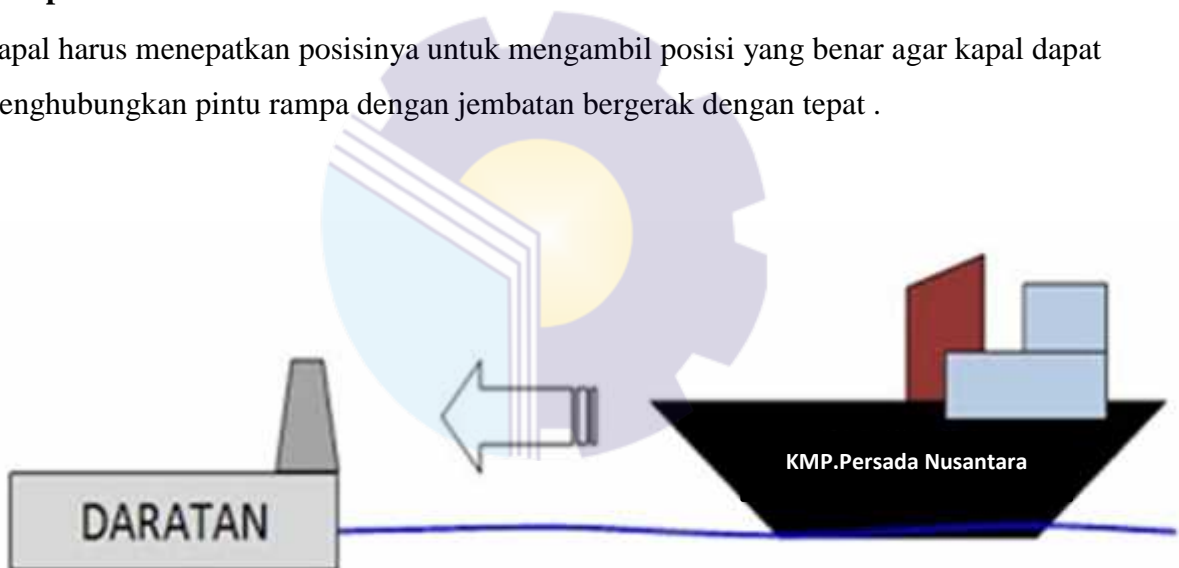 apal harus menepatkan posisinya untuk mengambil posisi yang benar agar kapal dapat
enghubungkan pintu rampa dengan jembatan bergerak dengan tepat .
KMP.Persada Nusantara
DARATAN